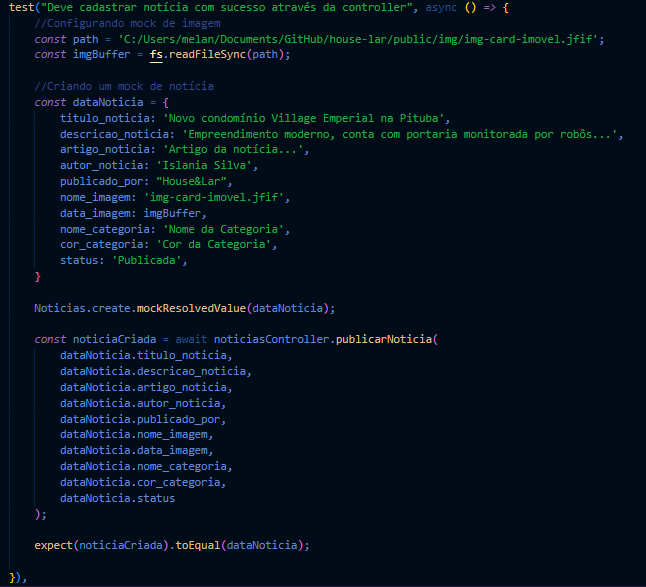 test("Deve cadastrar notícia com sucesso através da controller", async () => {
//Configurando mock de imagem
const path = 'C:/Users/melan/Documents/GitHub/house-lar/public/img/img-card-imovel.jfif';
const imgBuffer = fs.readFileSync(path);
//Criando um mock de notícia
const dataNoticia = {
titulo_noticia: 'Novo condomínio Village Emperial na Pituba',
descricao_noticia: 'Empreendimento moderno, conta com portaria monitorada por robôs...',
artigo_noticia: 'Artigo da notícia...',
autor_noticia: 'Islania Silva',
publicado_por: "House&Lar",
nome_imagem: 'img-card-imovel.jfif',
data_imagem: imgBuffer,
nome_categoria: 'Nome da Categoria',
cor_categoria: 'Cor da Categoria',
status: 'Publicada',
}
Noticias.create.mockResolvedValue(dataNoticia);
const noticiaCriada = await noticiasController.publicarNoticia(
dataNoticia.titulo_noticia,
dataNoticia.descricao_noticia,
dataNoticia.artigo_noticia,
dataNoticia.autor_noticia,
dataNoticia.publicado_por,
dataNoticia.nome_imagem,
dataNoticia.data_imagem,
dataNoticia.nome_categoria,
dataNoticia.cor_categoria,
dataNoticia.status
);
expect(noticiaCriada).toEqual(dataNoticia);
}),